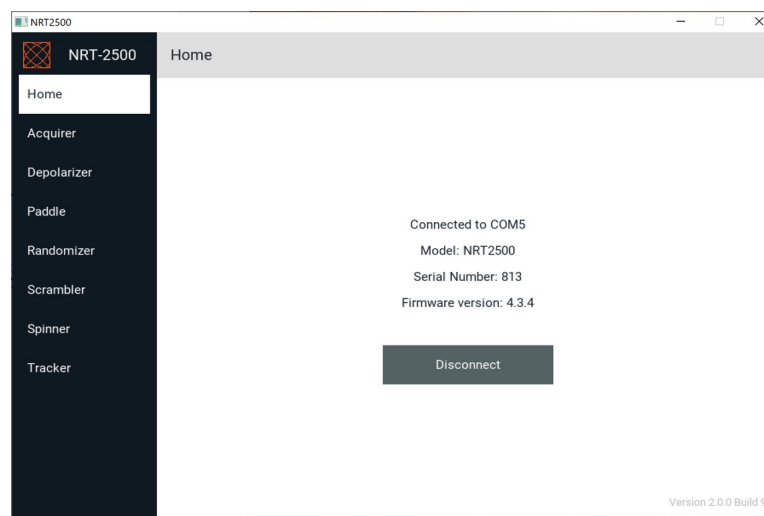 NRT2500
NRT-2500
Home
Home
Acquirer
Depolarizer
Paddle
Randomizer
Scrambler
Spinner
Tracker
Connected to COM5
Model: NRT2500
Serial Number: 813
Firmware version: 4.3.4
Disconnect
Version 2.0.0 Build